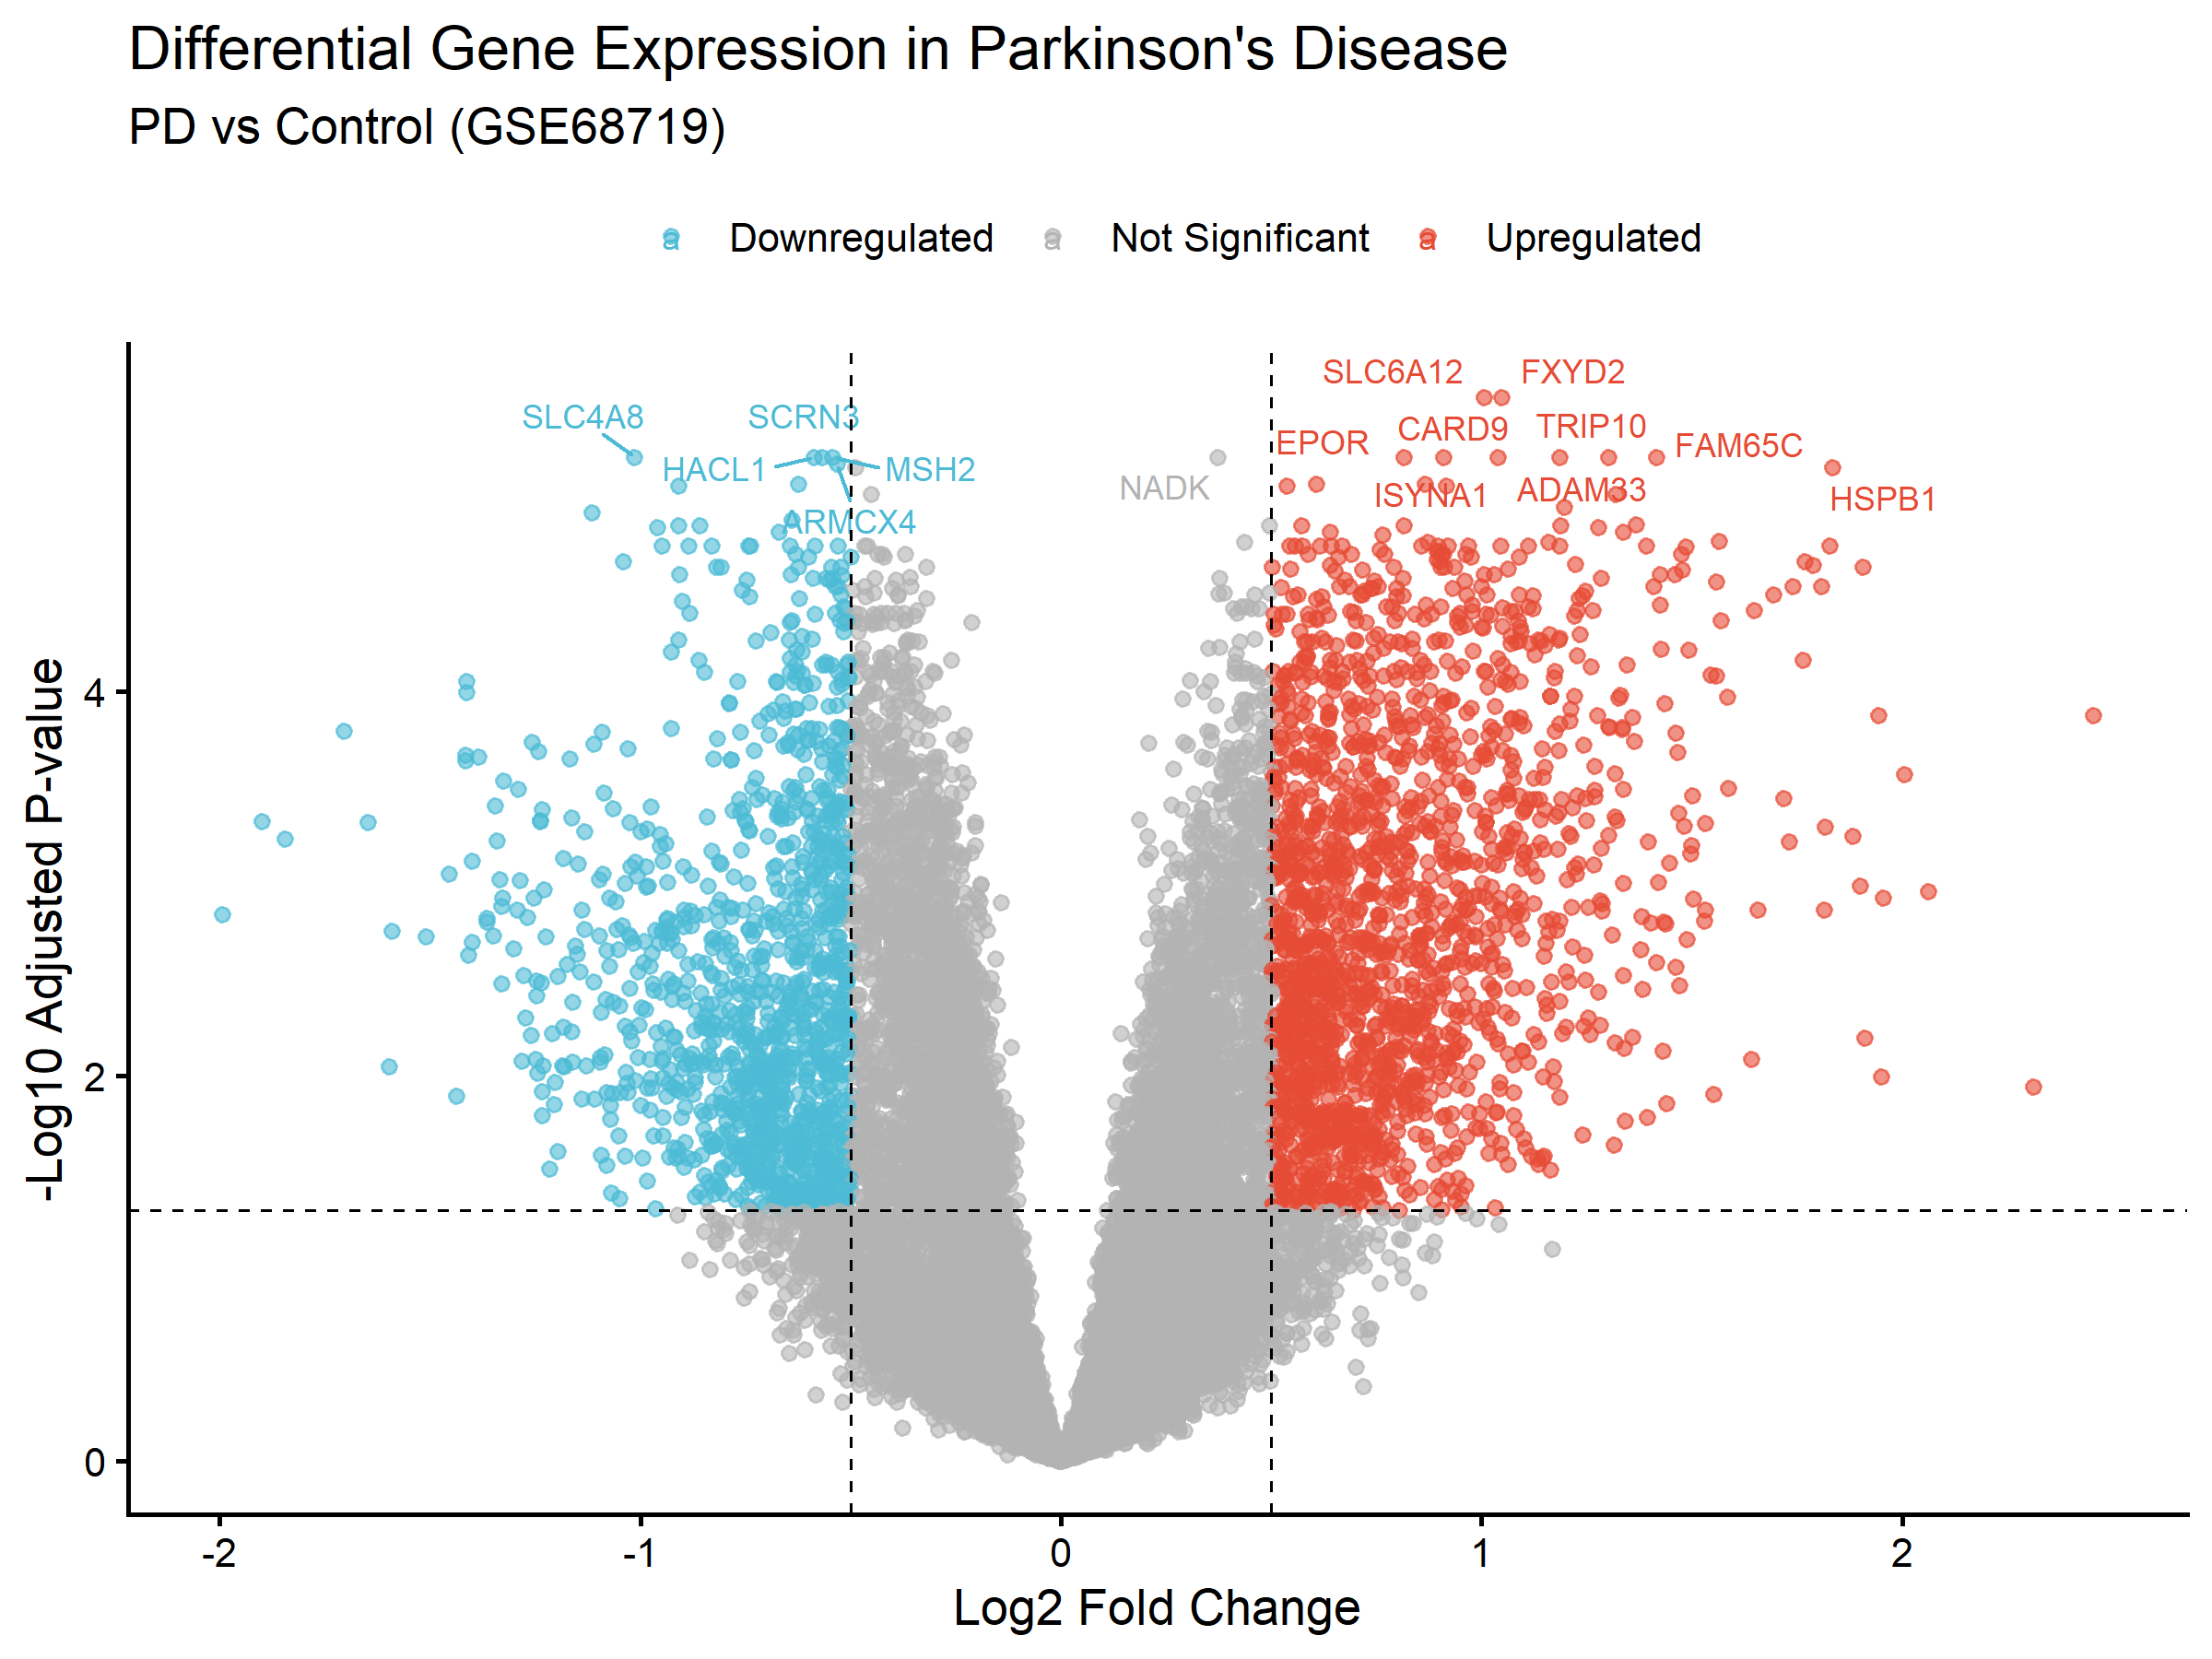 Differential Gene Expression in Parkinson's Disease
PD vs Control (GSE68719)
a Downregulated a Not Significant a Upregulated
SLC6A12 FXYD2
SLC4A8 SCRN3
EPOR CARD9 TRIP10 FAM65C
HACL1 MSH2
NADK ISYNA1 ADAM33 HSPB1
ARMCX4
-Log10 Adjusted P-value
4
2
0
-2 -1 0 1 2
Log2 Fold Change